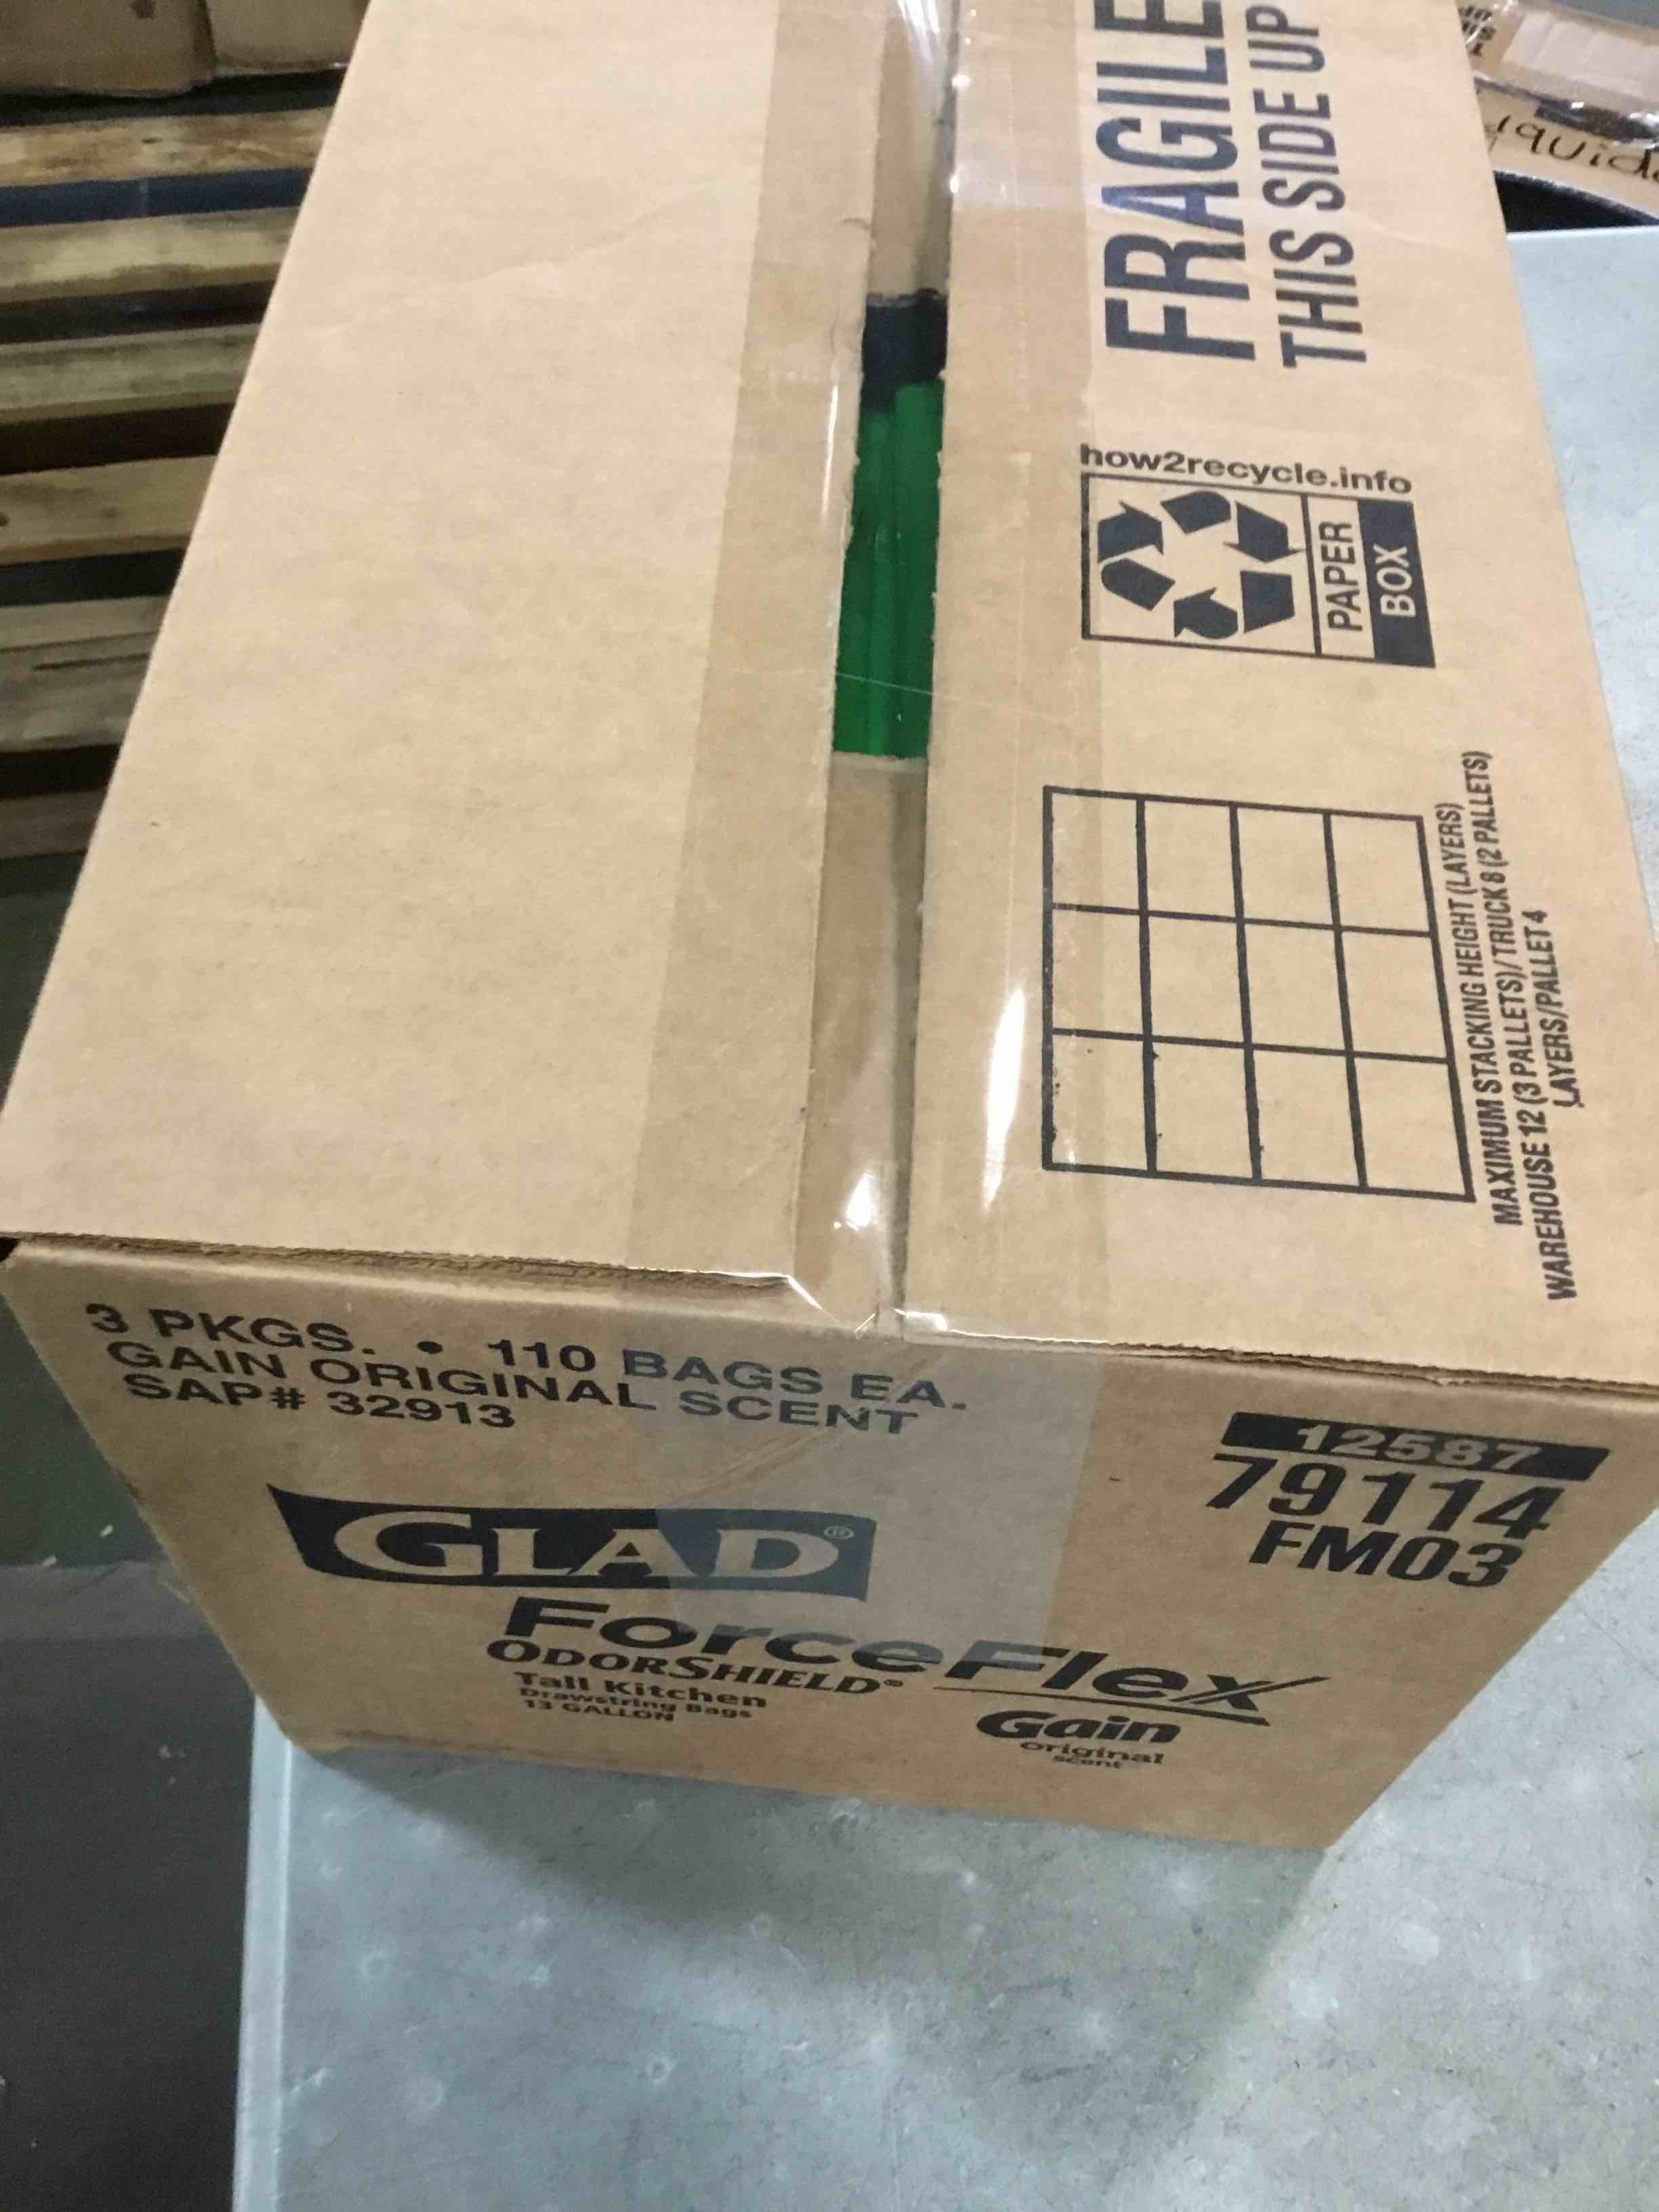 FRAGILE
THIS SIDE UP
how2recycle.info
PAPER
BOX
MAXIMUM STACKING HEIGHT (LAYERS)
WAREHOUSE 12 (3 PALLETS)/TRUCK 8 (2 PALLETS)
LAYERS/PALLET 4
3 PKGS. • 110 BAGS EA.
GAIN ORIGINAL SCENT
SAP# 32913
12587
79114
FM03
GLAD®
ForceFlex
ODORSHIELD®
Tall Kitchen
Drawstring Bags
13 GALLON
Gain
original
scent